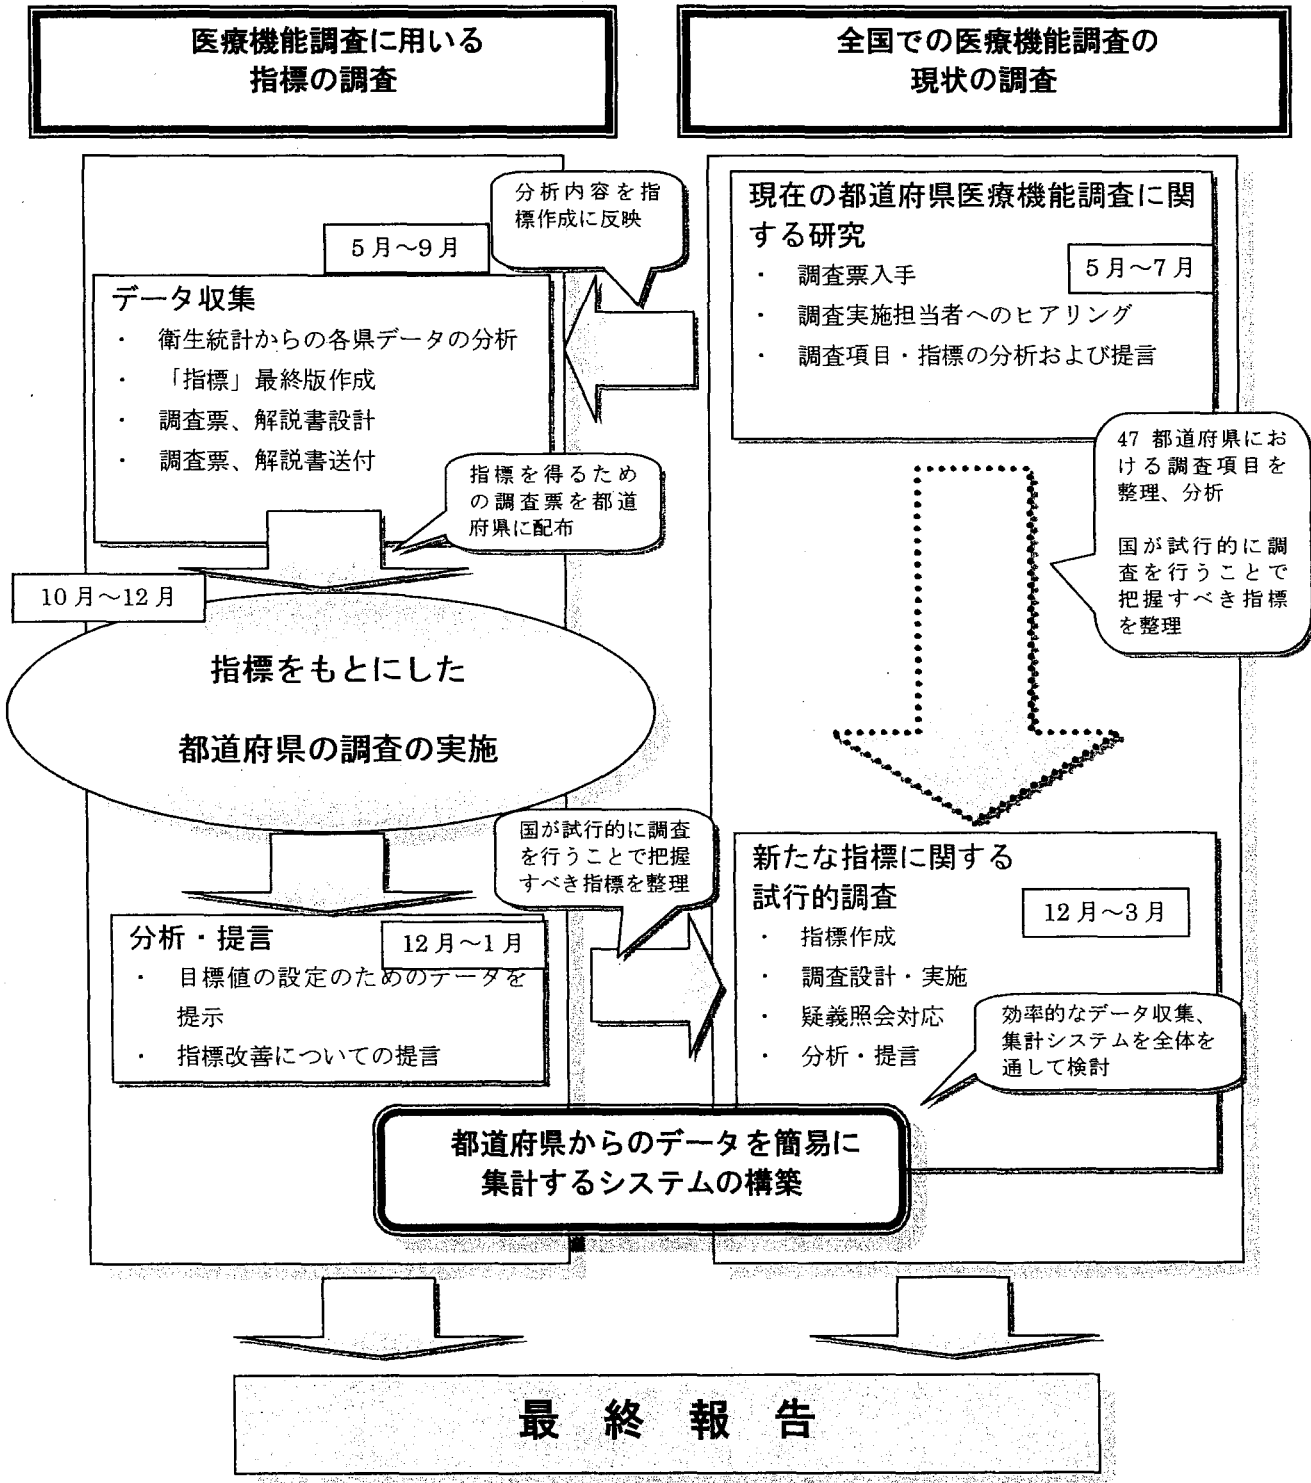 医療機能調査に用いる
指標の調査
全国での医療機能調査の
現状の調査
分析内容を指
標作成に反映
5月～9月
データ収集
・ 衛生統計からの各県データの分析
・ 「指標」最終版作成
・ 調査票、解説書設計
・ 調査票、解説書送付
現在の都道府県医療機能調査に関
する研究
5月～7月
・ 調査票入手
・ 調査実施担当者へのヒアリング
・ 調査項目・指標の分析および提言
指標を得るため
の調査票を都道
府県に配布
47 都道府県にお
ける調査項目を
整理、分析
国が試行的に調
査を行うことで
把握すべき指標
を整理
10月～12月
指標をもとにした
都道府県の調査の実施
国が試行的に調査
を行うことで把握
すべき指標を整理
分析・提言
12月～1月
・ 目標値の設定のためのデータを
提示
・ 指標改善についての提言
新たな指標に関する
試行的調査
12月～3月
・ 指標作成
・ 調査設計・実施
・ 疑義照会対応
・ 分析・提言
効率的なデータ収集、
集計システムを全体を
通して検討
都道府県からのデータを簡易に
集計するシステムの構築
最 終 報 告